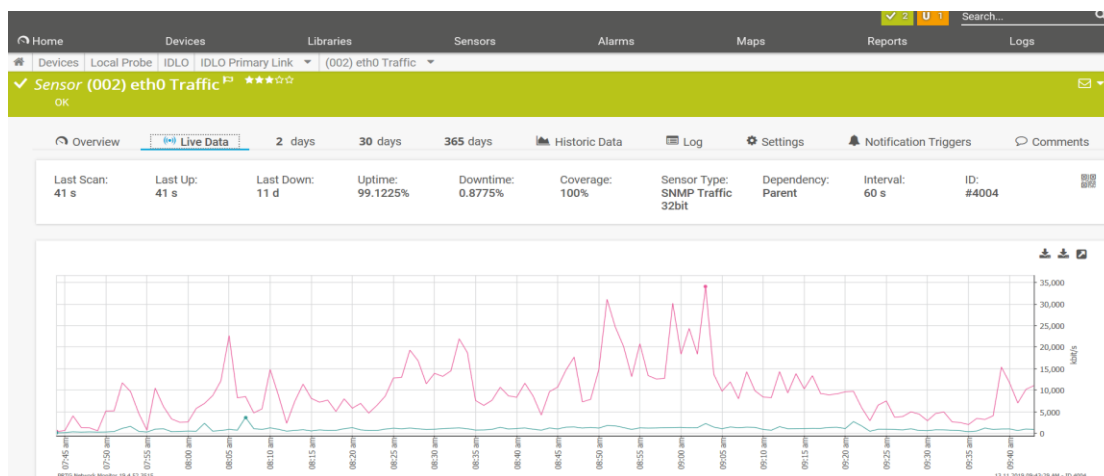 2 U 1 Search...
Home Devices Libraries Sensors Alarms Maps Reports Logs
Devices Local Probe IDLO IDLO Primary Link (002) eth0 Traffic
Sensor (002) eth0 Traffic
OK
Overview Live Data 2 days 30 days 365 days Historic Data Log Settings Notification Triggers Comments
Last Scan: Last Up: Last Down: Uptime: Downtime: Coverage: Sensor Type: Dependency: Interval: ID:
41 s 41 s 11 d 99.1225% 0.8775% 100% SNMP Traffic Parent 60 s #4004
32bit
35,000
30,000
25,000
20,000
15,000
10,000
5,000
0
kbit/s
07:45 am 07:50 am 07:55 am 08:00 am 08:05 am 08:10 am 08:15 am 08:20 am 08:25 am 08:30 am 08:35 am 08:40 am 08:45 am 08:50 am 08:55 am 09:00 am 09:05 am 09:10 am 09:15 am 09:20 am 09:25 am 09:30 am 09:35 am 09:40 am